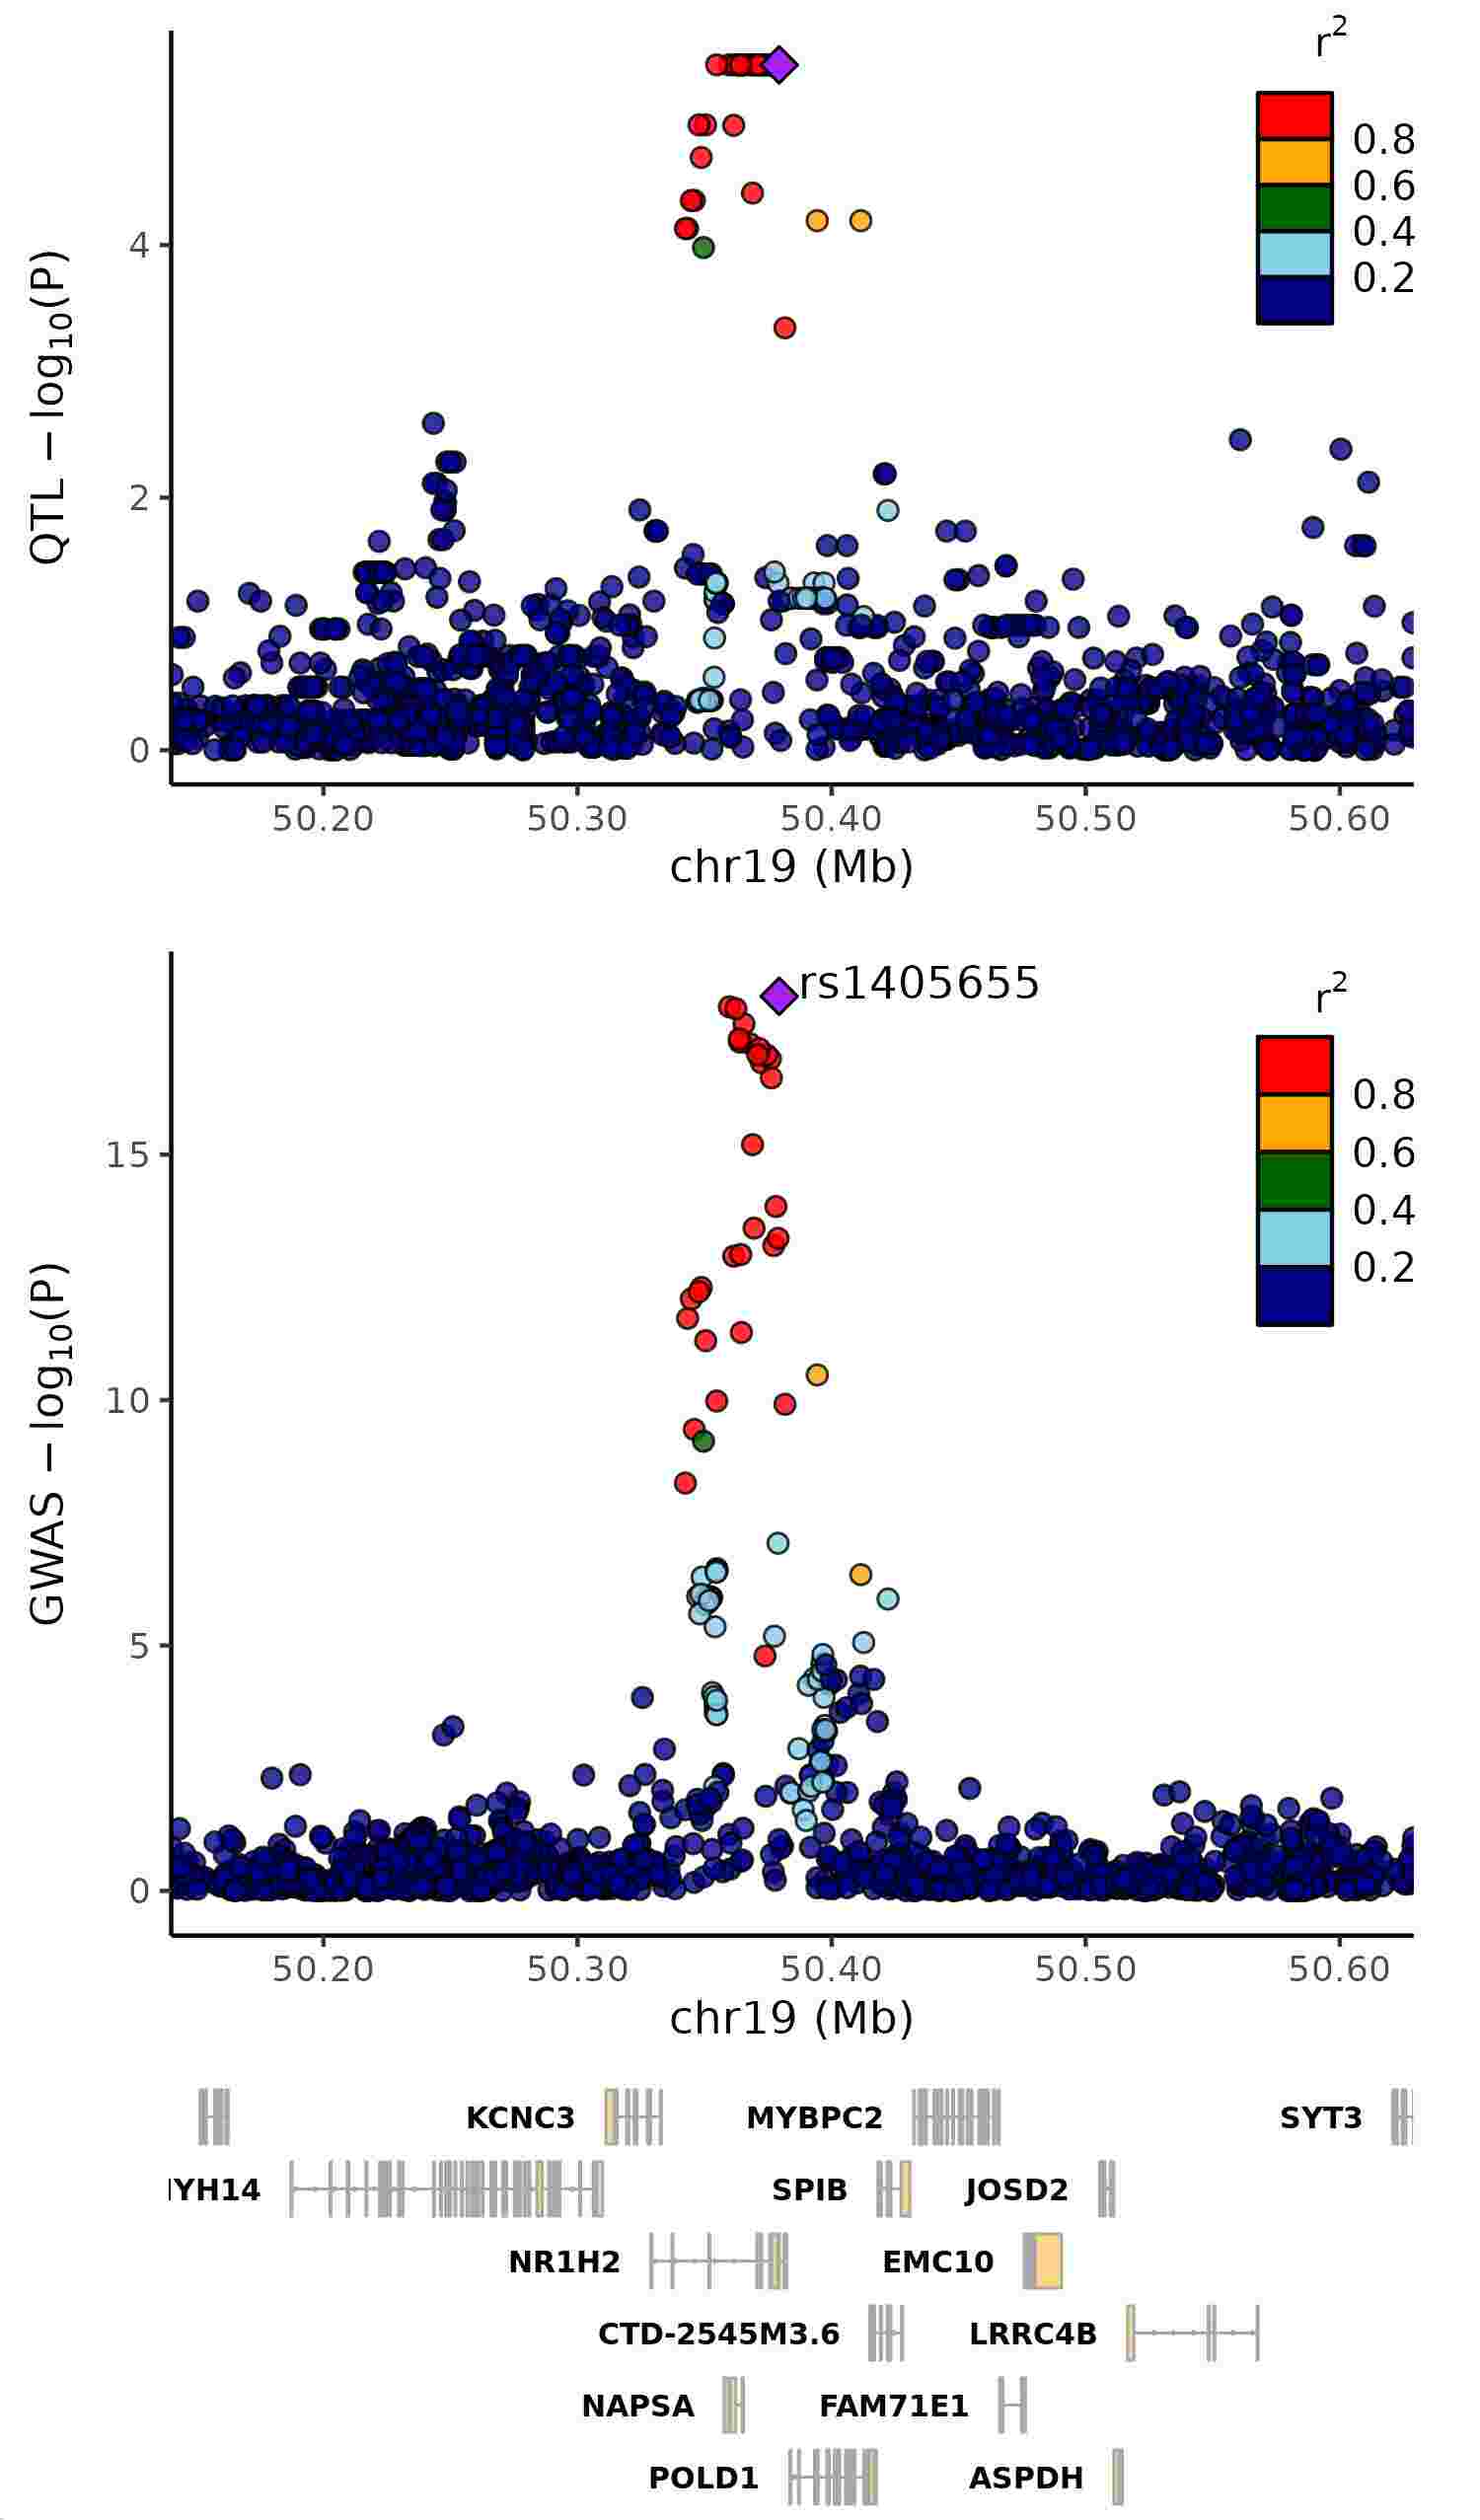 r2
0.8
0.6
0.4
0.2
QTL −log10(P)
4
2
0
50.20 50.30 50.40 50.50 50.60
chr19 (Mb)
rs1405655
r2
0.8
0.6
0.4
0.2
GWAS −log10(P)
15
10
5
0
50.20 50.30 50.40 50.50 50.60
chr19 (Mb)
KCNC3 MYBPC2 SYT3
IYH14 SPIB JOSD2
NR1H2 EMC10
CTD-2545M3.6 LRRC4B
NAPSA FAM71E1
POLD1 ASPDH